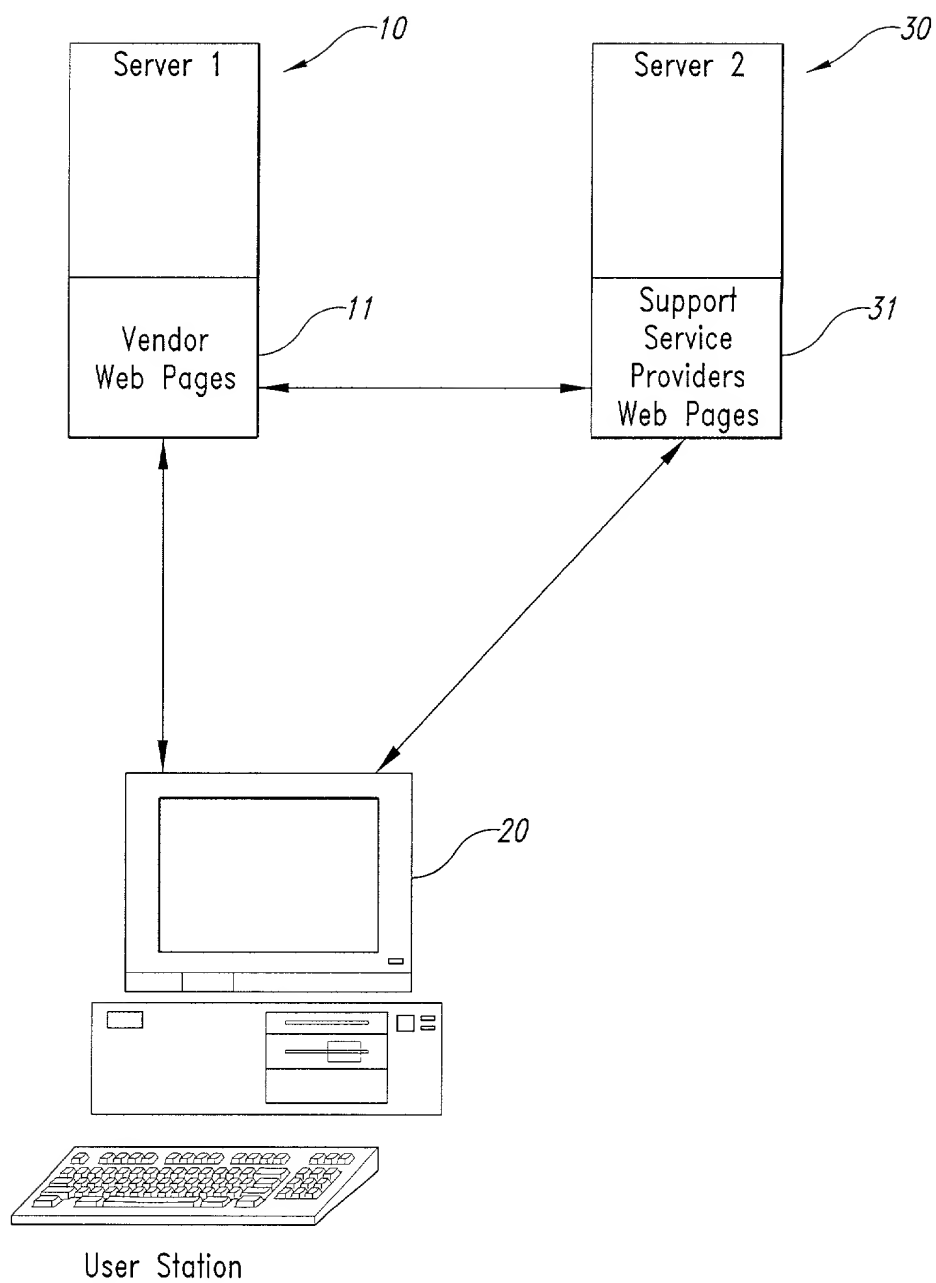 10
Server 1
30
Server 2
11
Vendor
Web Pages
31
Support
Service
Providers
Web Pages
20
User Station